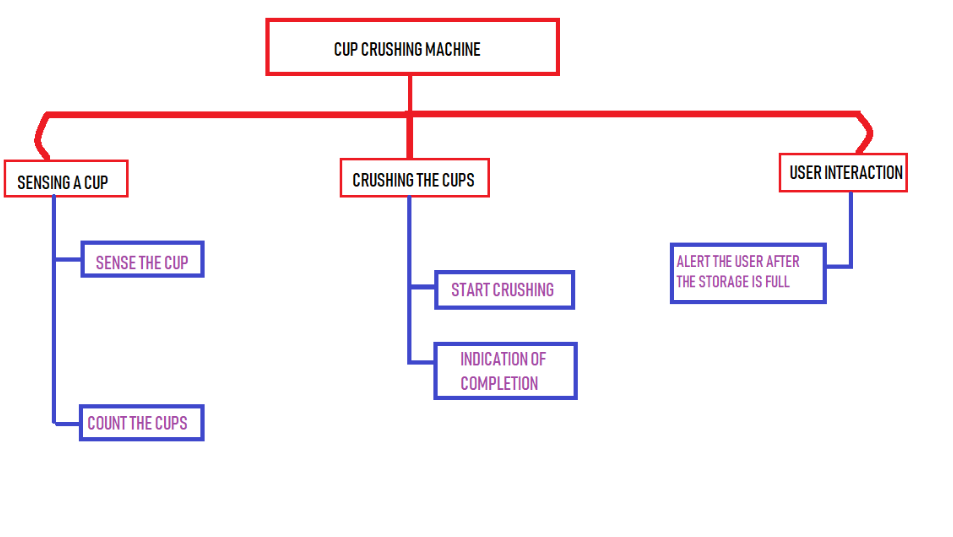 CUP CRUSHING MACHINE
SENSING A CUP
CRUSHING THE CUPS
USER INTERACTION
SENSE THE CUP
COUNT THE CUPS
START CRUSHING
INDICATION OF
COMPLETION
ALERT THE USER AFTER
THE STORAGE IS FULL